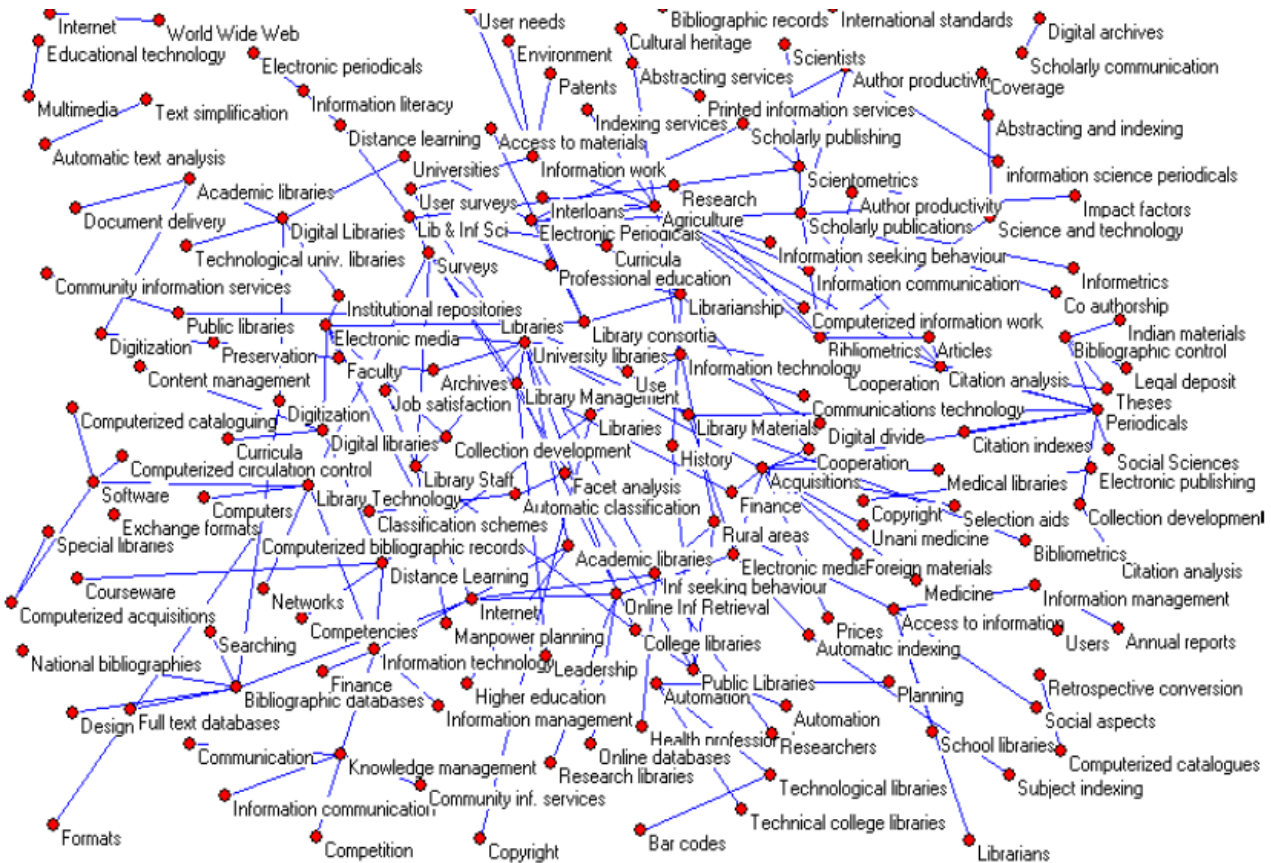 User needs
Bibliographic records
International standards
Internet
World Wide Web
Digital archives
Educational technology
Environment
Cultural heritage
Scientists
Scholarly communication
Electronic periodicals
Abstracting services
Author productivit
Patents
Coverage
Multimedia
Text simplification
Information literacy
Printed information services
Indexing services
Distance learning
Access to materials
Scholarly publishing
Abstracting and indexing
Automatic text analysis
Universities
Information work
information science periodicals
Academic libraries
User surveys
Interloans
Research
Scientometrics
Document delivery
Digital Libraries
Lib & Inf Sci
Electronic Periodicals
Agriculture
Author productivity
Scholarly publications
Impact factors
Science and technology
Technological univ. libraries
Surveys
Curricula
Information seeking behaviour
Community information services
Professional education
Information communication
Informetrics
Institutional repositories
Librarianship
Co authorship
Public libraries
Electronic media
Libraries
Library consortia
Computerized information work
Indian materials
Digitization
Preservation
Faculty
University libraries
Information technology
Bibliometrics
Articles
Bibliographic control
Content management
Archives
Use
Cooperation
Citation analysis
Legal deposit
Job satisfaction
Library Management
Communications technology
Theses
Computerized cataloguing
Digitization
Digital libraries
Libraries
Library Materials
Digital divide
Citation indexes
Periodicals
Curricula
Collection development
History
Cooperation
Social Sciences
Computerized circulation control
Library Staff
Facet analysis
Acquisitions
Medical libraries
Electronic publishing
Software
Computers
Library Technology
Automatic classification
Finance
Copyright
Selection aids
Collection development
Exchange formats
Classification schemes
Rural areas
Unani medicine
Special libraries
Computerized bibliographic records
Academic libraries
Electronic media
Foreign materials
Bibliometrics
Citation analysis
Courseware
Distance Learning
Inf seeking behaviour
Medicine
Information management
Computerized acquisitions
Networks
Internet
Online Inf Retrieval
Prices
Access to information
Searching
Competencies
Manpower planning
College libraries
Automatic indexing
Users
Annual reports
National bibliographies
Information technology
Leadership
Finance
Bibliographic databases
Higher education
Public Libraries
Automation
Planning
Retrospective conversion
Design
Full text databases
Information management
Automation
Social aspects
Health profession
Researchers
School libraries
Communication
Knowledge management
Online databases
Research libraries
Computerized catalogues
Technological libraries
Subject indexing
Information communication
Community inf. services
Technical college libraries
Formats
Competition
Copyright
Bar codes
Librarians